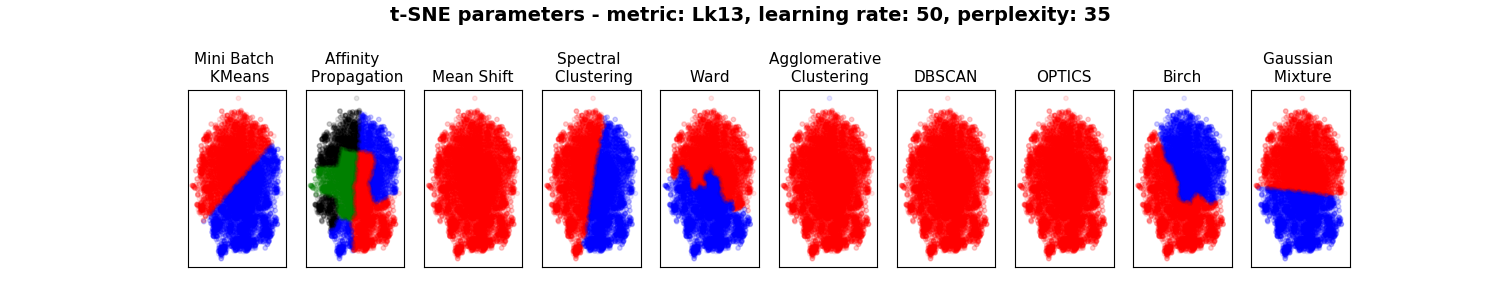 t-SNE parameters - metric: Lk13, learning rate: 50, perplexity: 35
Mini Batch
KMeans
Affinity
Propagation
Mean Shift
Spectral
Clustering
Ward
Agglomerative
Clustering
DBSCAN
OPTICS
Birch
Gaussian
Mixture